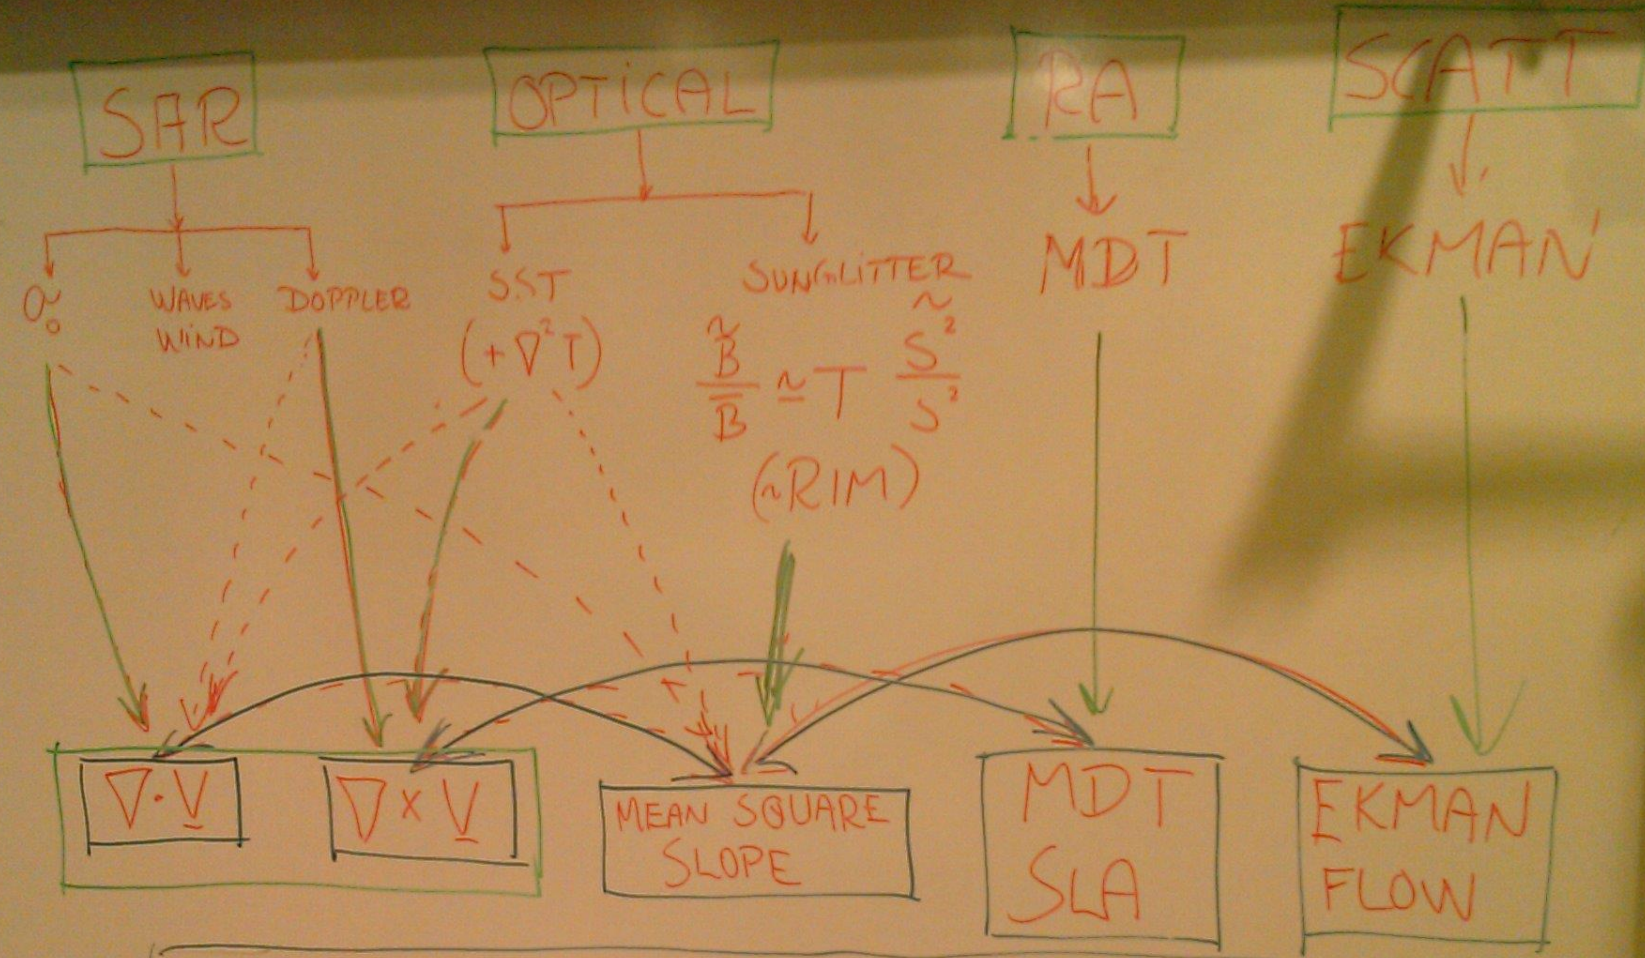 SAR
OPTICAL
RA
SCATT
σ̃₀
WAVES
WIND
DOPPLER
SST
(+∇²T)
SUNGLITTER
B̃/B ≃ T S̃²/S²
(~RIM)
MDT
EKMAN
∇·V
∇×V
MEAN SQUARE
SLOPE
MDT
SLA
EKMAN
FLOW